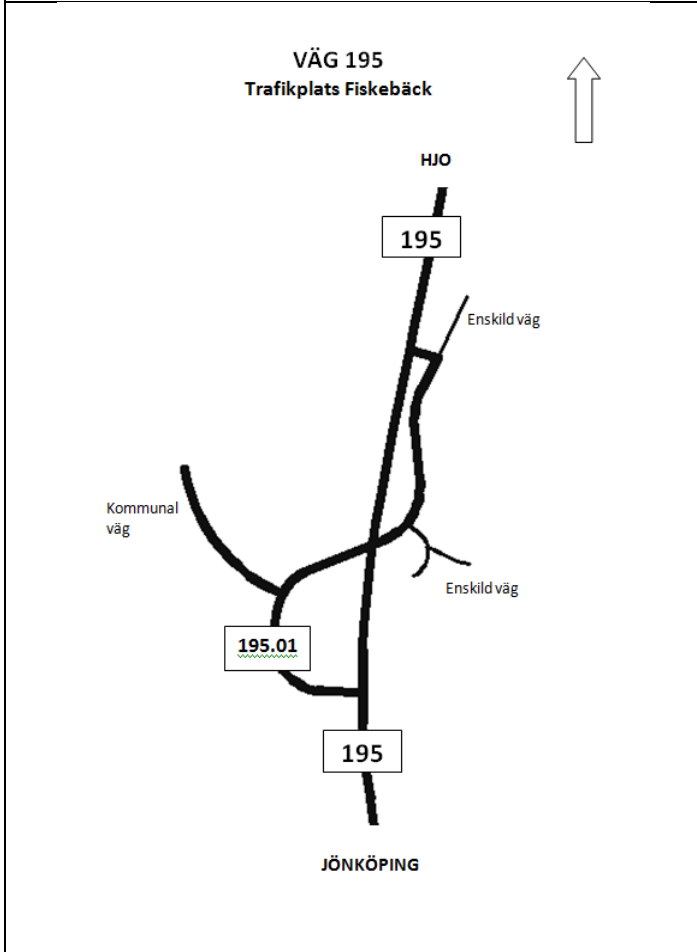 VÄG 195
Trafikplats Fiskebäck
HJO
195
Enskild väg
Kommunal
väg
Enskild väg
195.01
195
JÖNKÖPING